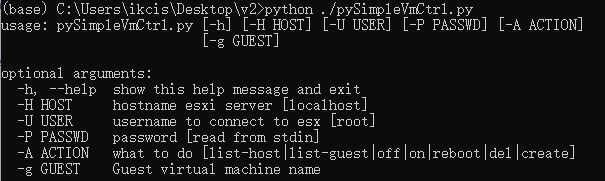 (base) C:\Users\ikcis\Desktop\v2>python ./pySimpleVmCtrl.py
usage: pySimpleVmCtrl.py [-h] [-H HOST] [-U USER] [-P PASSWD] [-A ACTION]
[-g GUEST]
optional arguments:
-h, --help show this help message and exit
-H HOST hostname esxi server [localhost]
-U USER username to connect to esx [root]
-P PASSWD password [read from stdin]
-A ACTION what to do [list-host|list-guest|off|on|reboot|del|create]
-g GUEST Guest virtual machine name